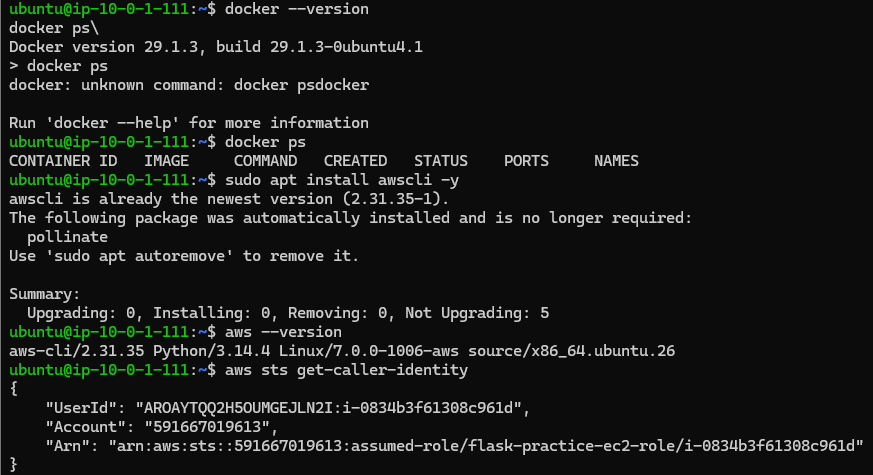 ubuntu@ip-10-0-1-111:~$ docker --version
docker ps\
Docker version 29.1.3, build 29.1.3-0ubuntu4.1
> docker ps
docker: unknown command: docker psdocker

Run 'docker --help' for more information
ubuntu@ip-10-0-1-111:~$ docker ps
CONTAINER ID   IMAGE     COMMAND   CREATED   STATUS    PORTS     NAMES
ubuntu@ip-10-0-1-111:~$ sudo apt install awscli -y
awscli is already the newest version (2.31.35-1).
The following package was automatically installed and is no longer required:
  pollinate
Use 'sudo apt autoremove' to remove it.

Summary:
  Upgrading: 0, Installing: 0, Removing: 0, Not Upgrading: 5
ubuntu@ip-10-0-1-111:~$ aws --version
aws-cli/2.31.35 Python/3.14.4 Linux/7.0.0-1006-aws source/x86_64.ubuntu.26
ubuntu@ip-10-0-1-111:~$ aws sts get-caller-identity
{
    "UserId": "AROAYTQQ2H5OUMGEJLN2I:i-0834b3f61308c961d",
    "Account": "591667019613",
    "Arn": "arn:aws:sts::591667019613:assumed-role/flask-practice-ec2-role/i-0834b3f61308c961d"
}